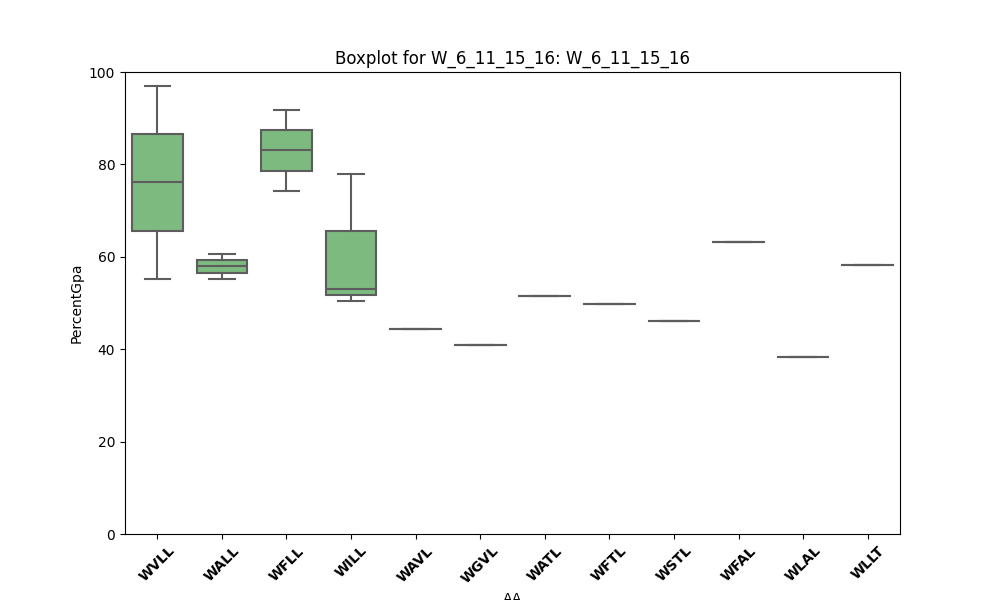 Boxplot for W_6_11_15_16: W_6_11_15_16
100
80
60
40
20
0
PercentGpa
WVLL WALL WFLL WILL WAVL WGVL WATL WFTL WSTL WFAL WLAL WLLT
AA